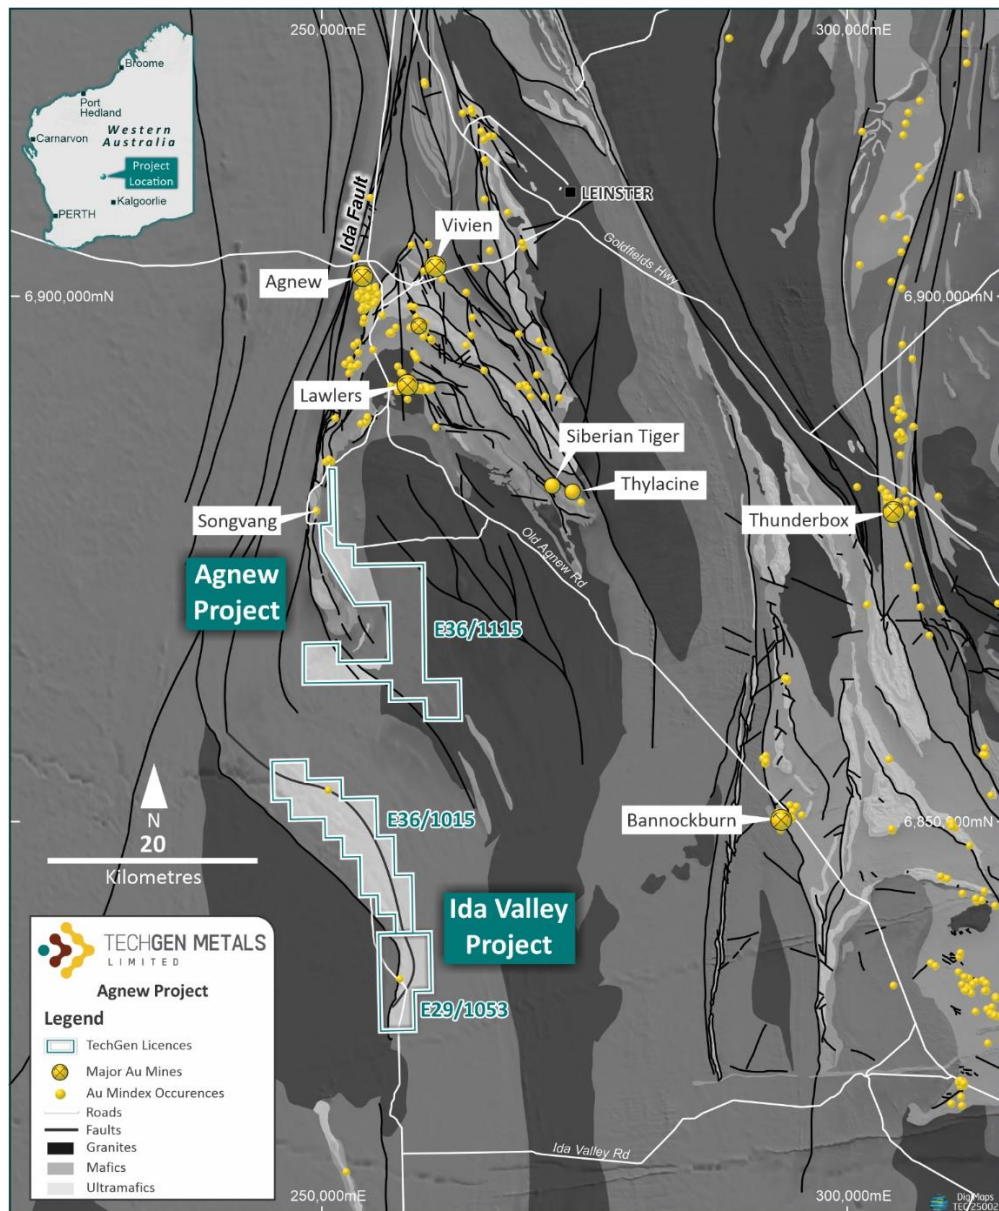 250,000mE
300,000mE
Broome
Port
Hedland
Western
Australia
Carnarvon
Project
Location
Kalgoorlie
PERTH
Ida Fault
LEINSTER
Vivien
Goldfields Hwy
Agnew
6,900,000mN
6,900,000mN
Lawlers
Siberian Tiger
Thylacine
Songvang
Thunderbox
Old Agnew Rd
Agnew
Project
E36/1115
N
20
Kilometres
E36/1015
Bannockburn
6,850,000mN
Ida Valley
Project
E29/1053
TECHGEN METALS
LIMITED
Agnew Project
Legend
TechGen Licences
Major Au Mines
Au Mindex Occurences
Roads
Faults
Granites
Mafics
Ultramafics
Ida Valley Rd
250,000mE
300,000mE
DigMaps
TEC25002